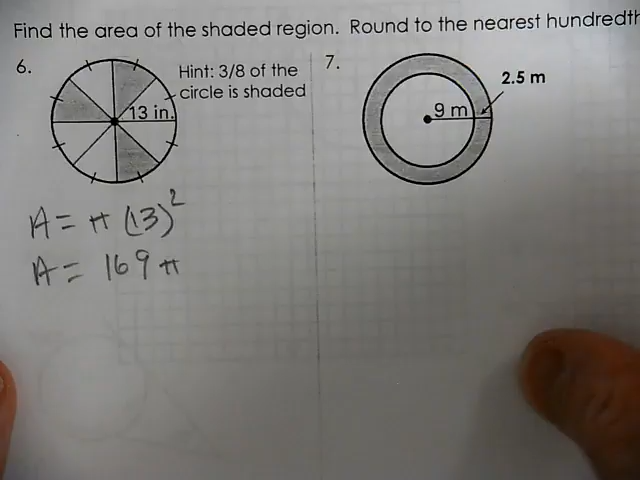 Find the area of the shaded region. Round to the nearest hundredth
6.
Hint: 3/8 of the
circle is shaded
13 in.
7.
2.5 m
9 m
A = π (13)²
A = 169 π